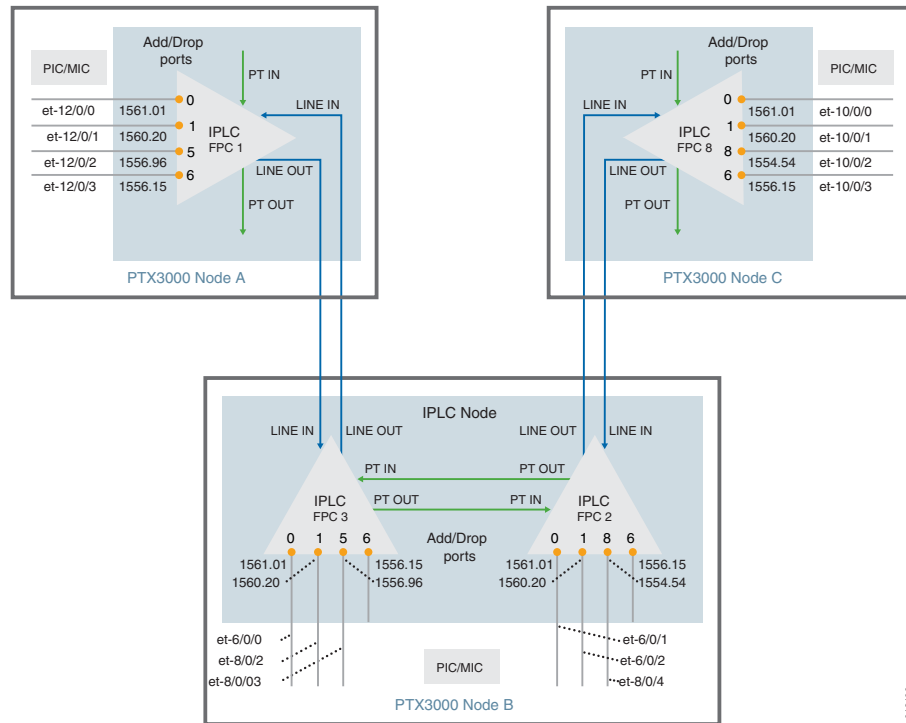 Add/Drop
ports
PIC/MIC
PT IN
LINE IN
et-12/0/0
1561.01
0
et-12/0/1
1560.20
1
IPLC
FPC 1
et-12/0/2
1556.96
5
et-12/0/3
1556.15
6
LINE OUT
PT OUT
PTX3000 Node A
Add/Drop
ports
PIC/MIC
PT IN
LINE IN
0
1561.01
et-10/0/0
1
1560.20
et-10/0/1
IPLC
FPC 8
8
1554.54
et-10/0/2
6
1556.15
et-10/0/3
LINE OUT
PT OUT
PTX3000 Node C
IPLC Node
LINE IN
LINE OUT
LINE OUT
LINE IN
PT IN
PT OUT
PT OUT
PT IN
IPLC
FPC 3
0 1 5 6
Add/Drop
ports
IPLC
FPC 2
0 1 8 6
1561.01
1556.15
1560.20
1556.96
1561.01
1556.15
1560.20
1554.54
et-6/0/0
et-8/0/2
et-8/0/03
et-6/0/1
et-6/0/2
et-8/0/4
PIC/MIC
PTX3000 Node B